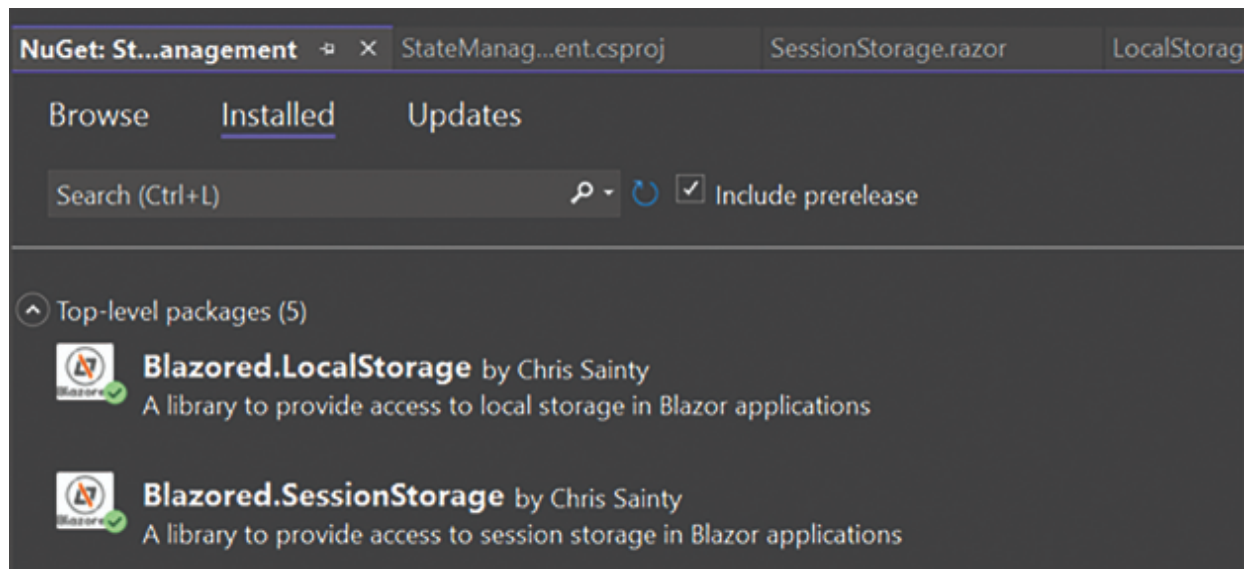 NuGet: St...anagement StateManag...ent.csproj SessionStorage.razor LocalStorag
Browse Installed Updates
Search (Ctrl+L) Include prerelease
Top-level packages (5)
Blazored.LocalStorage by Chris Sainty
A library to provide access to local storage in Blazor applications
Blazored.SessionStorage by Chris Sainty
A library to provide access to session storage in Blazor applications